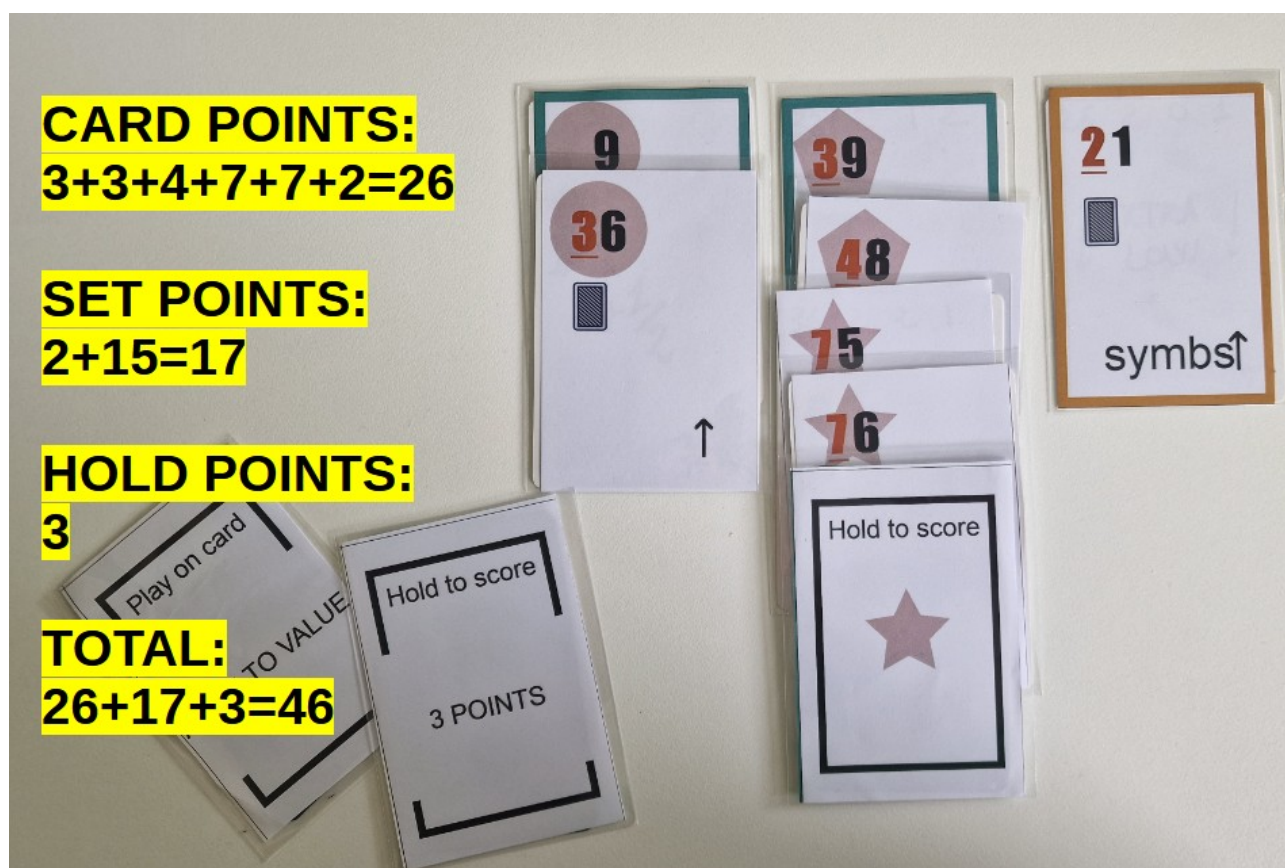 CARD POINTS:
3+3+4+7+7+2=26
SET POINTS:
2+15=17
HOLD POINTS:
3
TOTAL:
26+17+3=46
9
36
↑
39
48
75
76
Hold to score
21
symbs↑
Play on card
TO VALUE
Hold to score
3 POINTS